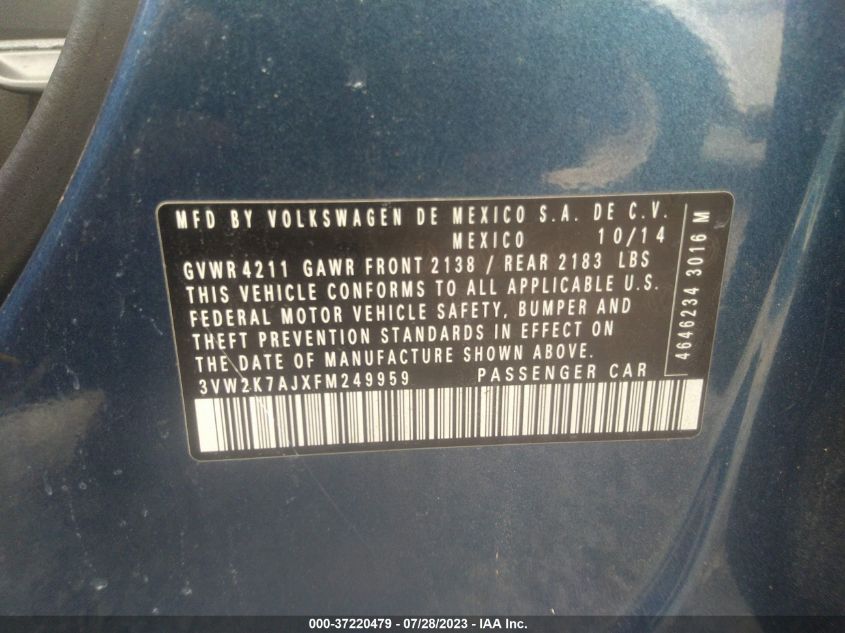 MFD BY VOLKSWAGEN DE MEXICO S.A. DE C.V.
MEXICO 10/14
GVWR 4211 GAWR FRONT 2138 / REAR 2183 LBS
THIS VEHICLE CONFORMS TO ALL APPLICABLE U.S.
FEDERAL MOTOR VEHICLE SAFETY, BUMPER AND
THEFT PREVENTION STANDARDS IN EFFECT ON
THE DATE OF MANUFACTURE SHOWN ABOVE.
3VW2K7AJXFM249959 PASSENGER CAR
4646234 3016 M
000-37220479 - 07/28/2023 - IAA Inc.